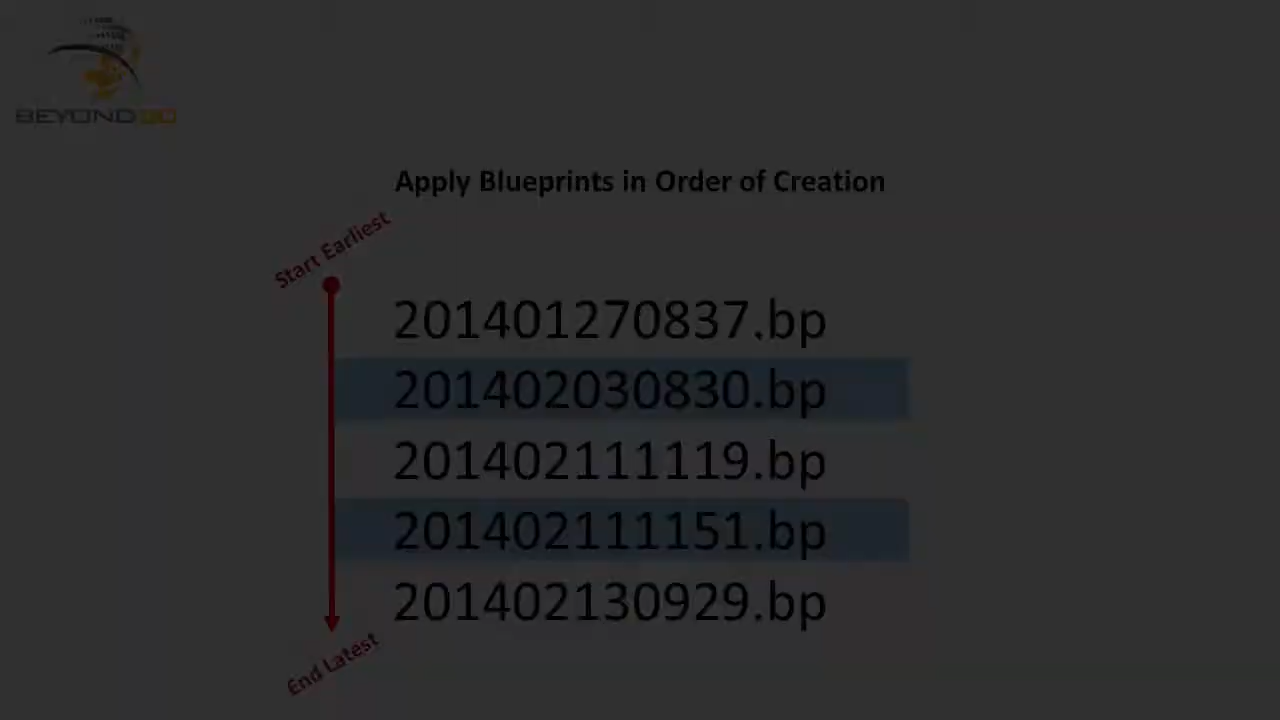 BEYOND
Apply Blueprints in Order of Creation
Start Earliest
201401270837.bp
201402030830.bp
201402111119.bp
201402111151.bp
201402130929.bp
End Latest